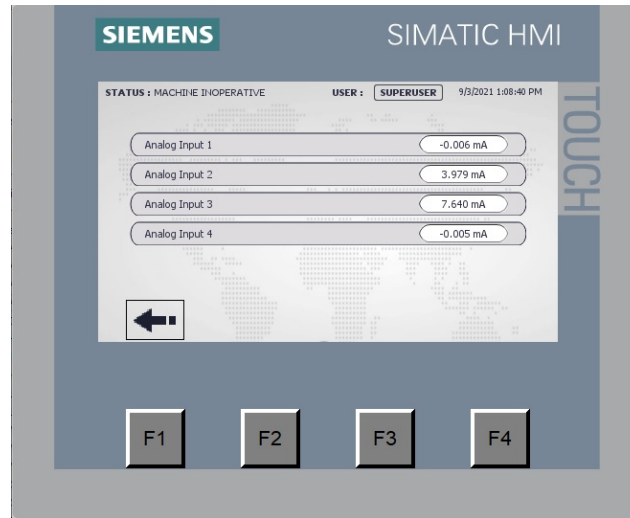 SIEMENS SIMATIC HMI
TOUCH
STATUS : MACHINE INOPERATIVE USER : SUPERUSER 9/3/2021 1:08:40 PM
Analog Input 1 -0.006 mA
Analog Input 2 3.979 mA
Analog Input 3 7.640 mA
Analog Input 4 -0.005 mA
F1 F2 F3 F4